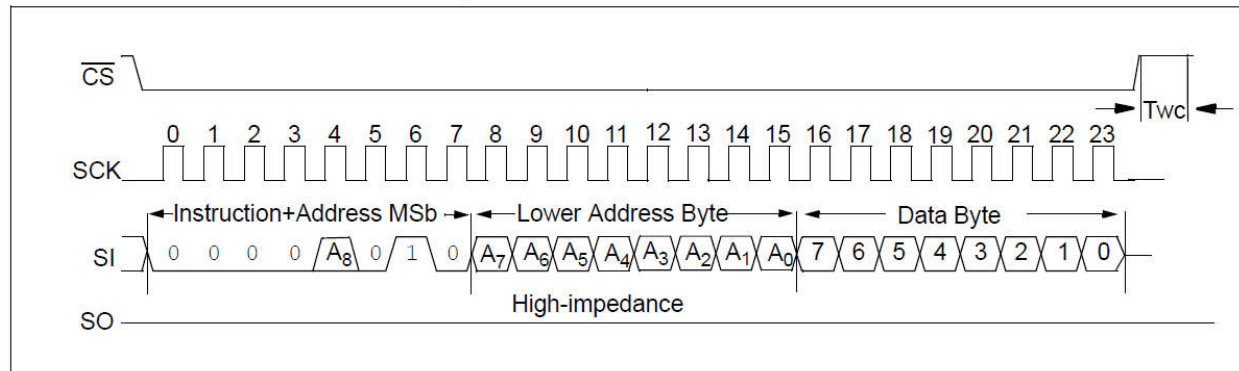 CS
Twc
0 1 2 3 4 5 6 7 8 9 10 11 12 13 14 15 16 17 18 19 20 21 22 23
SCK
Instruction+Address MSb Lower Address Byte Data Byte
SI 0 0 0 0 A8 0 1 0 A7 A6 A5 A4 A3 A2 A1 A0 7 6 5 4 3 2 1 0
High-impedance
SO